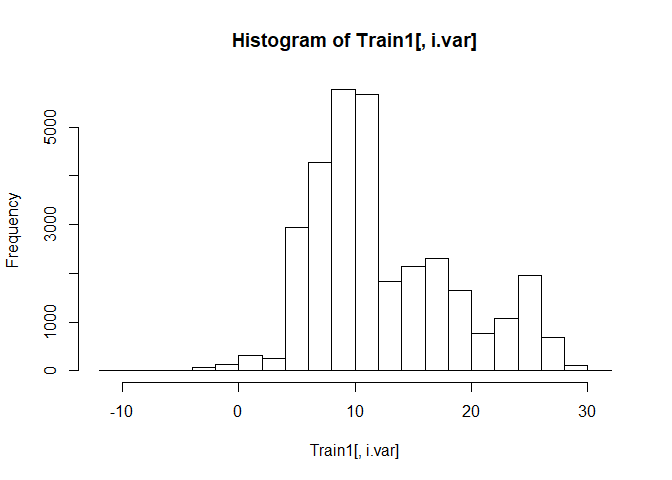 Histogram of Train1[, i.var]
Frequency
5000
3000
1000
0
-10 0 10 20 30
Train1[, i.var]